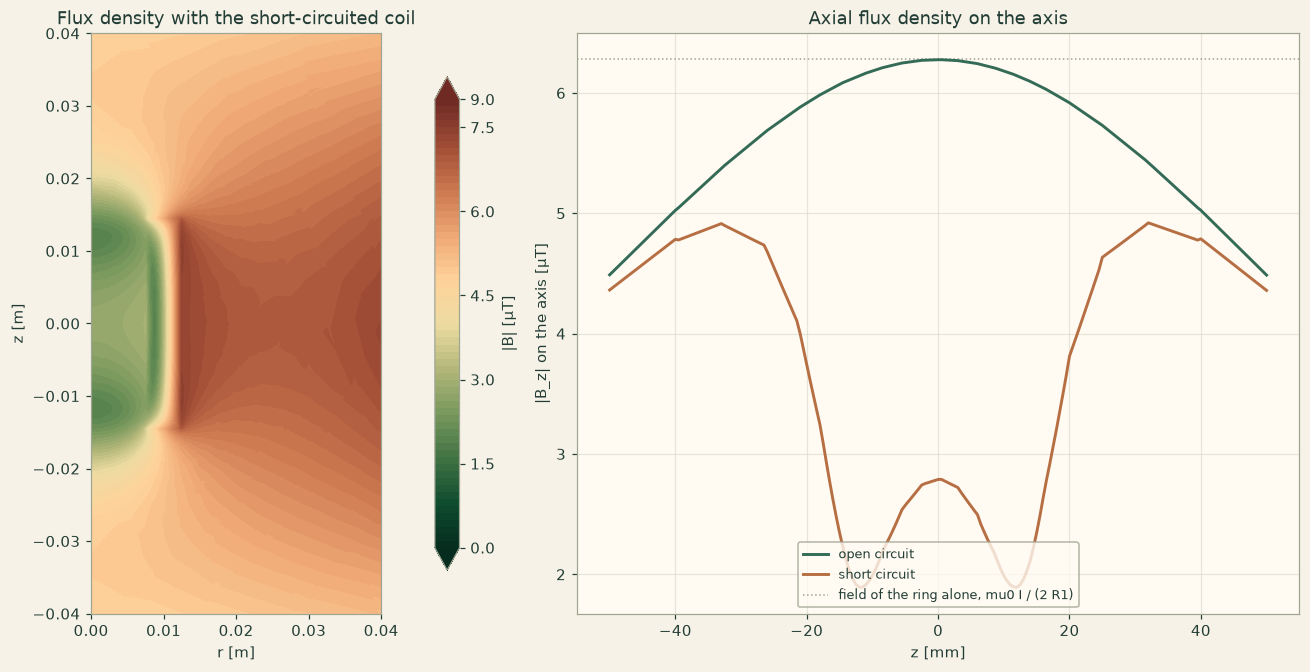 Flux density with the short-circuited coil
0.04
0.03
0.02
0.01
0.00
−0.01
−0.02
−0.03
−0.04
z [m]
0.00 0.01 0.02 0.03 0.04
r [m]
9.0
7.5
6.0
4.5
3.0
1.5
0.0
|B| [µT]
Axial flux density on the axis
|B_z| on the axis [µT]
6
5
4
3
2
open circuit
short circuit
field of the ring alone, mu0 I / (2 R1)
−40 −20 0 20 40
z [mm]